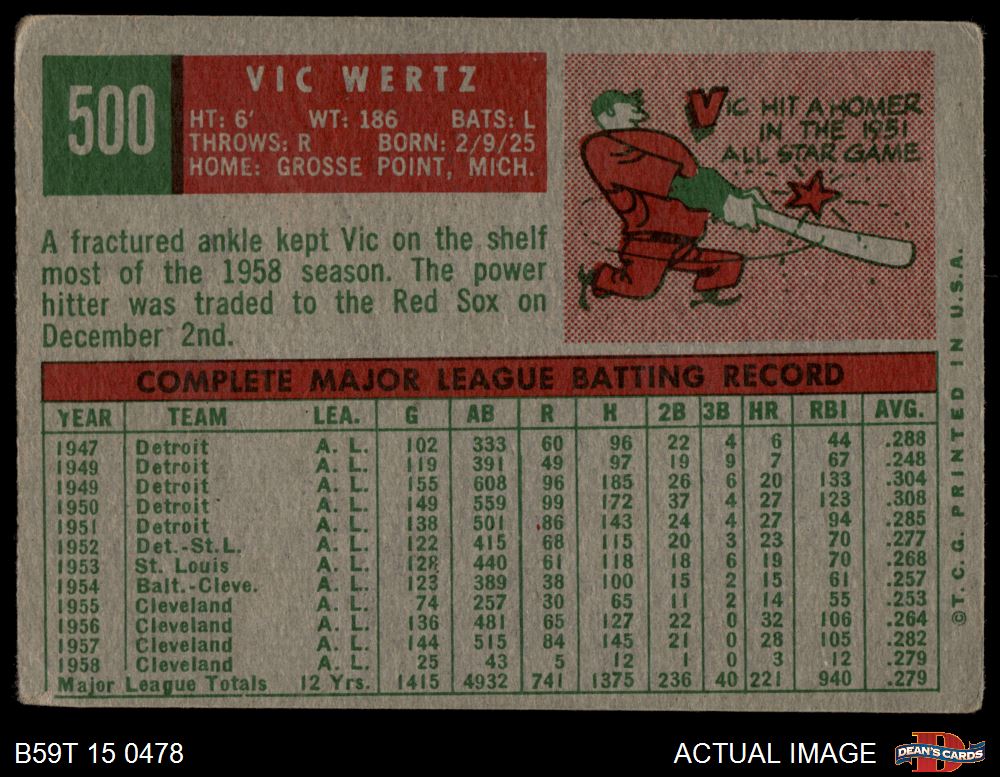 500
VIC WERTZ
HT: 6' WT: 186 BATS: L
THROWS: R BORN: 2/9/25
HOME: GROSSE POINT, MICH.
VIC HIT A HOMER
IN THE 1951
ALL STAR GAME
A fractured ankle kept Vic on the shelf
most of the 1958 season. The power
hitter was traded to the Red Sox on
December 2nd.
COMPLETE MAJOR LEAGUE BATTING RECORD
YEAR TEAM LEA. G AB R H 2B 3B HR RBI AVG.
1947 Detroit A. L. 102 333 60 96 22 4 6 44 .288
1949 Detroit A. L. 119 391 49 97 19 9 7 67 .248
1949 Detroit A. L. 155 608 96 185 26 6 20 133 .304
1950 Detroit A. L. 149 559 99 172 37 4 27 123 .308
1951 Detroit A. L. 138 501 86 143 24 4 27 94 .285
1952 Det.-St.L. A. L. 122 415 68 115 20 3 23 70 .277
1953 St. Louis A. L. 128 440 61 118 18 6 19 70 .268
1954 Balt.-Cleve. A. L. 123 389 38 100 15 2 15 61 .257
1955 Cleveland A. L. 74 257 30 65 11 2 14 55 .253
1956 Cleveland A. L. 136 481 65 127 22 0 32 106 .264
1957 Cleveland A. L. 144 515 84 145 21 0 28 105 .282
1958 Cleveland A. L. 25 43 5 12 1 0 3 12 .279
Major League Totals 12 Yrs. 1415 4932 741 1375 236 40 221 940 .279
© T. C. G. PRINTED IN U.S.A.
B59T 15 0478
ACTUAL IMAGE
DEAN'S CARDS